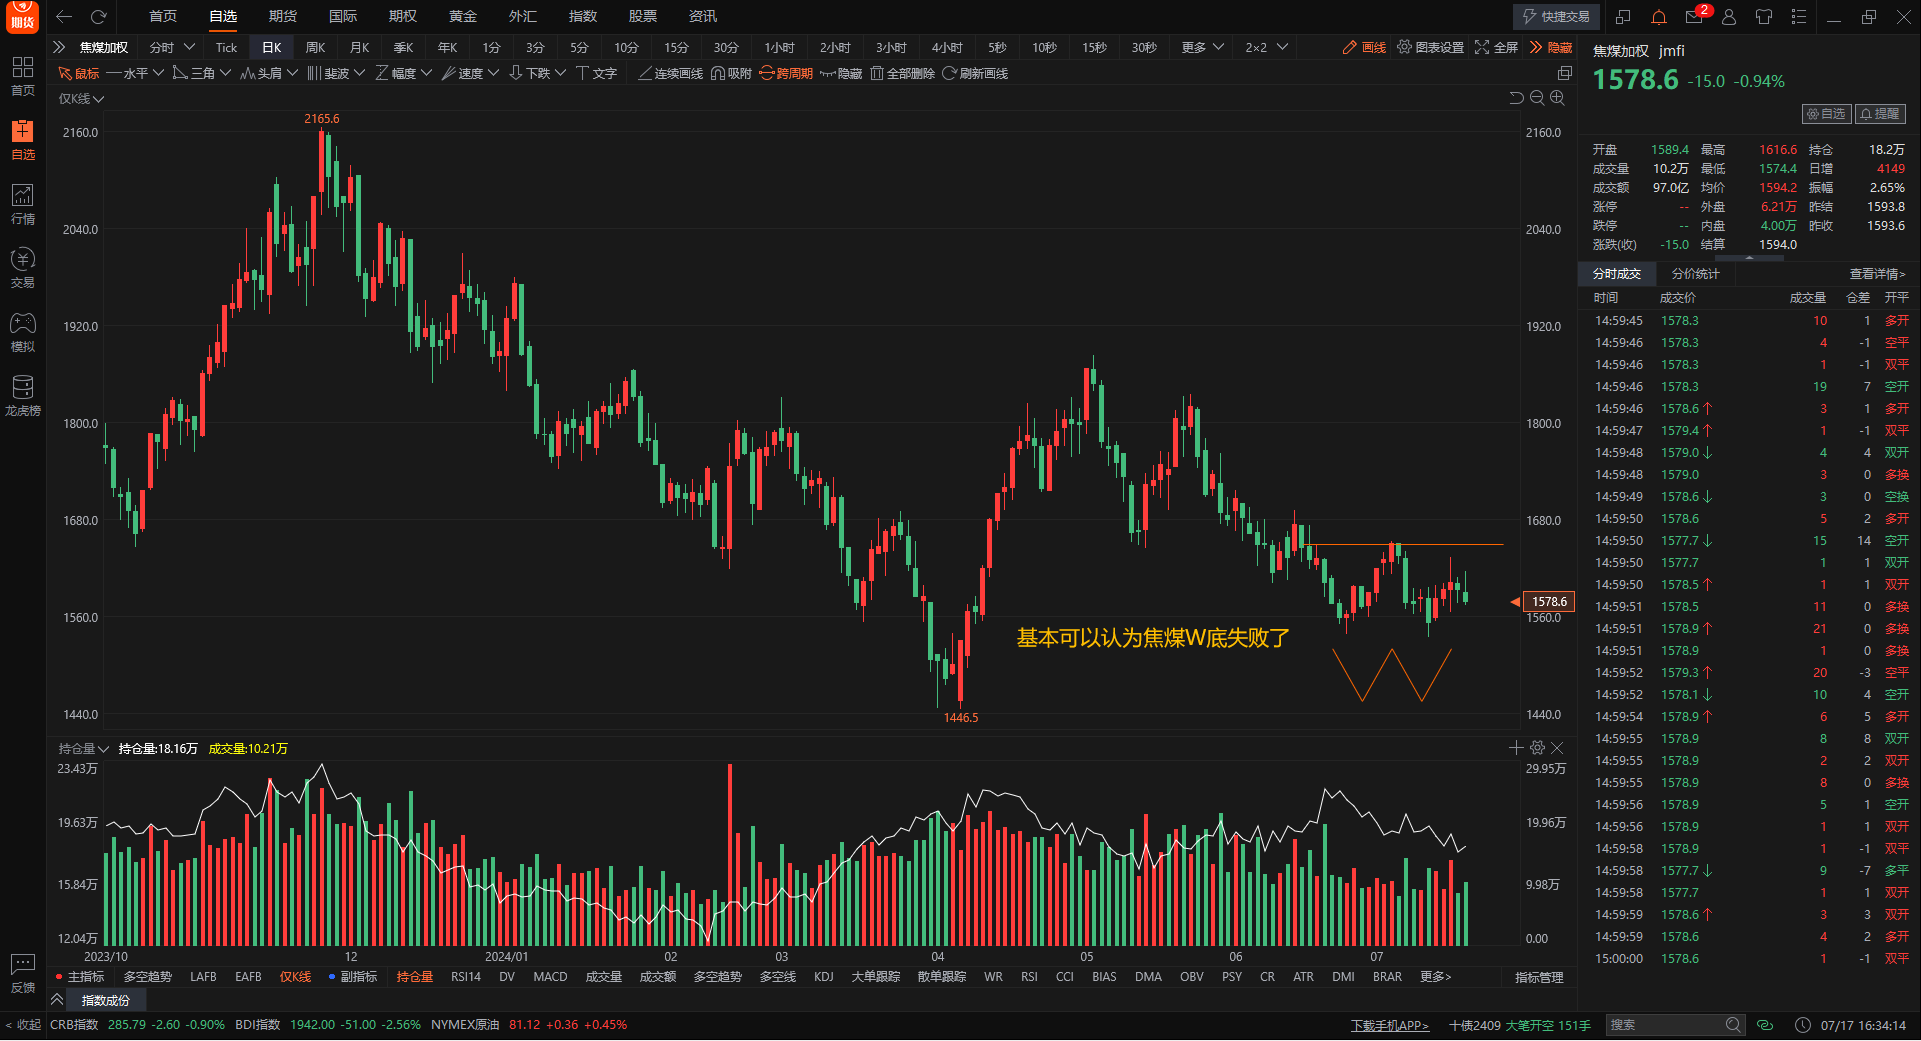 期货 首页 自选 期货 国际 期权 黄金 外汇 指数 股票 资讯 快捷交易 2
焦煤加权 分时 Tick 日K 周K 月K 季K 年K 1分 3分 5分 10分 15分 30分 1小时 2小时 3小时 4小时 5秒 10秒 15秒 30秒 更多 2×2 画线 图表设置 全屏 隐藏
鼠标 水平 三角 头肩 斐波 幅度 速度 下跌 文字 连续画线 吸附 跨周期 隐藏 全部删除 刷新画线
仅K线
首页
自选
行情
交易
模拟
龙虎榜
反馈
< 收起
2165.6
2160.0 2160.0
2040.0 2040.0
1920.0 1920.0
1800.0 1800.0
1680.0 1680.0
1578.6
1560.0 1560.0
基本可以认为焦煤W底失败了
1440.0 1440.0
1446.5
持仓量 持仓量:18.16万 成交量:10.21万
23.43万 29.95万
19.63万 19.96万
15.84万 9.98万
12.04万 0.00
2023/10 12 2024/01 02 03 04 05 06 07
主指标 多空趋势 LAFB EAFB 仅K线 副指标 持仓量 RSI14 DV MACD 成交量 成交额 多空趋势 多空线 KDJ 大单跟踪 散单跟踪 WR RSI CCI BIAS DMA OBV PSY CR ATR DMI BRAR 更多> 指标管理
指数成份
焦煤加权 jmfi
1578.6 -15.0 -0.94%
自选 提醒
开盘 1589.4 最高 1616.6 持仓 18.2万
成交量 10.2万 最低 1574.4 日增 4149
成交额 97.0亿 均价 1594.2 振幅 2.65%
涨停 -- 外盘 6.21万 昨结 1593.8
跌停 -- 内盘 4.00万 昨收 1593.6
涨跌(收) -15.0 结算 1594.0
分时成交 分价统计 查看详情>
时间 成交价 成交量 仓差 开平
14:59:45 1578.3 10 1 多开
14:59:46 1578.3 4 -1 空平
14:59:46 1578.3 1 -1 双平
14:59:46 1578.3 19 7 空开
14:59:46 1578.6↑ 3 1 多开
14:59:47 1579.4↑ 1 -1 双平
14:59:48 1579.0↓ 4 4 双开
14:59:48 1579.0 3 0 多换
14:59:49 1578.6↓ 3 0 空换
14:59:50 1578.6 5 2 多开
14:59:50 1577.7↓ 15 14 空开
14:59:50 1577.7 1 1 双开
14:59:50 1578.5↑ 1 1 双开
14:59:51 1578.5 11 0 多换
14:59:51 1578.9↑ 21 0 多换
14:59:51 1578.9 1 0 多换
14:59:52 1579.3↑ 20 -3 空平
14:59:52 1578.1↓ 10 4 空开
14:59:54 1578.9↑ 6 5 多开
14:59:55 1578.9 8 8 双开
14:59:55 1578.9 2 2 双开
14:59:55 1578.9 8 0 多换
14:59:56 1578.9 5 1 空开
14:59:56 1578.9 1 1 双开
14:59:58 1578.9 1 -1 双平
14:59:58 1577.7↓ 9 -7 多平
14:59:58 1577.7 1 1 双开
14:59:59 1578.6↑ 3 3 双开
14:59:59 1578.6 4 2 多开
15:00:00 1578.6 1 -1 双平
CRB指数 285.79 -2.60 -0.90% BDI指数 1942.00 -51.00 -2.56% NYMEX原油 81.12 +0.36 +0.45% 下载手机APP> 十债2409 大笔开空 151手 搜索 07/17 16:34:14